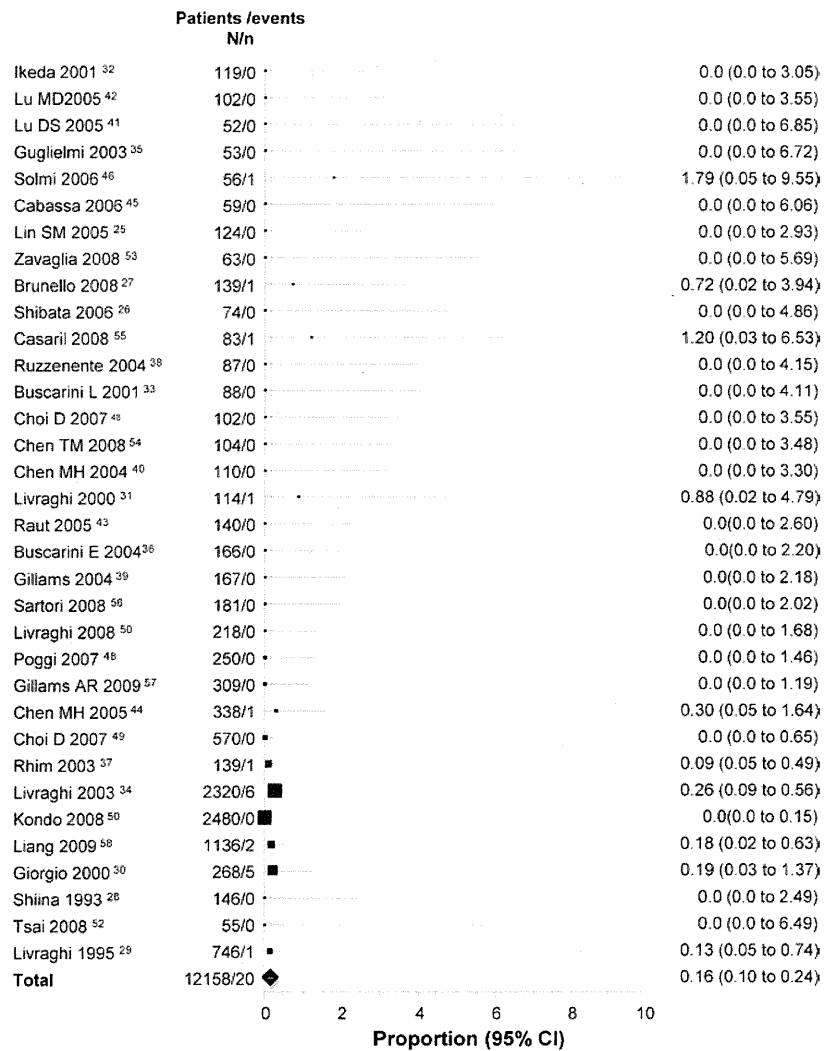 Patients /events
N/n
Ikeda 2001 32 119/0 0.0 (0.0 to 3.05)
Lu MD2005 42 102/0 0.0 (0.0 to 3.55)
Lu DS 2005 41 52/0 0.0 (0.0 to 6.85)
Guglielmi 2003 35 53/0 0.0 (0.0 to 6.72)
Solmi 2006 46 56/1 1.79 (0.05 to 9.55)
Cabassa 2006 45 59/0 0.0 (0.0 to 6.06)
Lin SM 2005 25 124/0 0.0 (0.0 to 2.93)
Zavaglia 2008 53 63/0 0.0 (0.0 to 5.69)
Brunello 2008 27 139/1 0.72 (0.02 to 3.94)
Shibata 2006 26 74/0 0.0 (0.0 to 4.86)
Casaril 2008 55 83/1 1.20 (0.03 to 6.53)
Ruzzenente 2004 38 87/0 0.0 (0.0 to 4.15)
Buscarini L 2001 33 88/0 0.0 (0.0 to 4.11)
Choi D 2007 102/0 0.0 (0.0 to 3.55)
Chen TM 2008 54 104/0 0.0 (0.0 to 3.48)
Chen MH 2004 40 110/0 0.0 (0.0 to 3.30)
Livraghi 2000 31 114/1 0.88 (0.02 to 4.79)
Raut 2005 43 140/0 0.0(0.0 to 2.60)
Buscarini E 2004 36 166/0 0.0(0.0 to 2.20)
Gillams 2004 39 167/0 0.0(0.0 to 2.18)
Sartori 2008 56 181/0 0.0(0.0 to 2.02)
Livraghi 2008 50 218/0 0.0 (0.0 to 1.68)
Poggi 2007 48 250/0 0.0 (0.0 to 1.46)
Gillams AR 2009 57 309/0 0.0 (0.0 to 1.19)
Chen MH 2005 44 338/1 0.30 (0.05 to 1.64)
Choi D 2007 49 570/0 0.0 (0.0 to 0.65)
Rhim 2003 37 139/1 0.09 (0.05 to 0.49)
Livraghi 2003 34 2320/6 0.26 (0.09 to 0.56)
Kondo 2008 50 2480/0 0.0(0.0 to 0.15)
Liang 2009 58 1136/2 0.18 (0.02 to 0.63)
Giorgio 2000 30 268/5 0.19 (0.03 to 1.37)
Shiina 1993 28 146/0 0.0 (0.0 to 2.49)
Tsai 2008 52 55/0 0.0 (0.0 to 6.49)
Livraghi 1995 29 746/1 0.13 (0.05 to 0.74)
Total 12158/20 0.16 (0.10 to 0.24)
0 2 4 6 8 10
Proportion (95% CI)